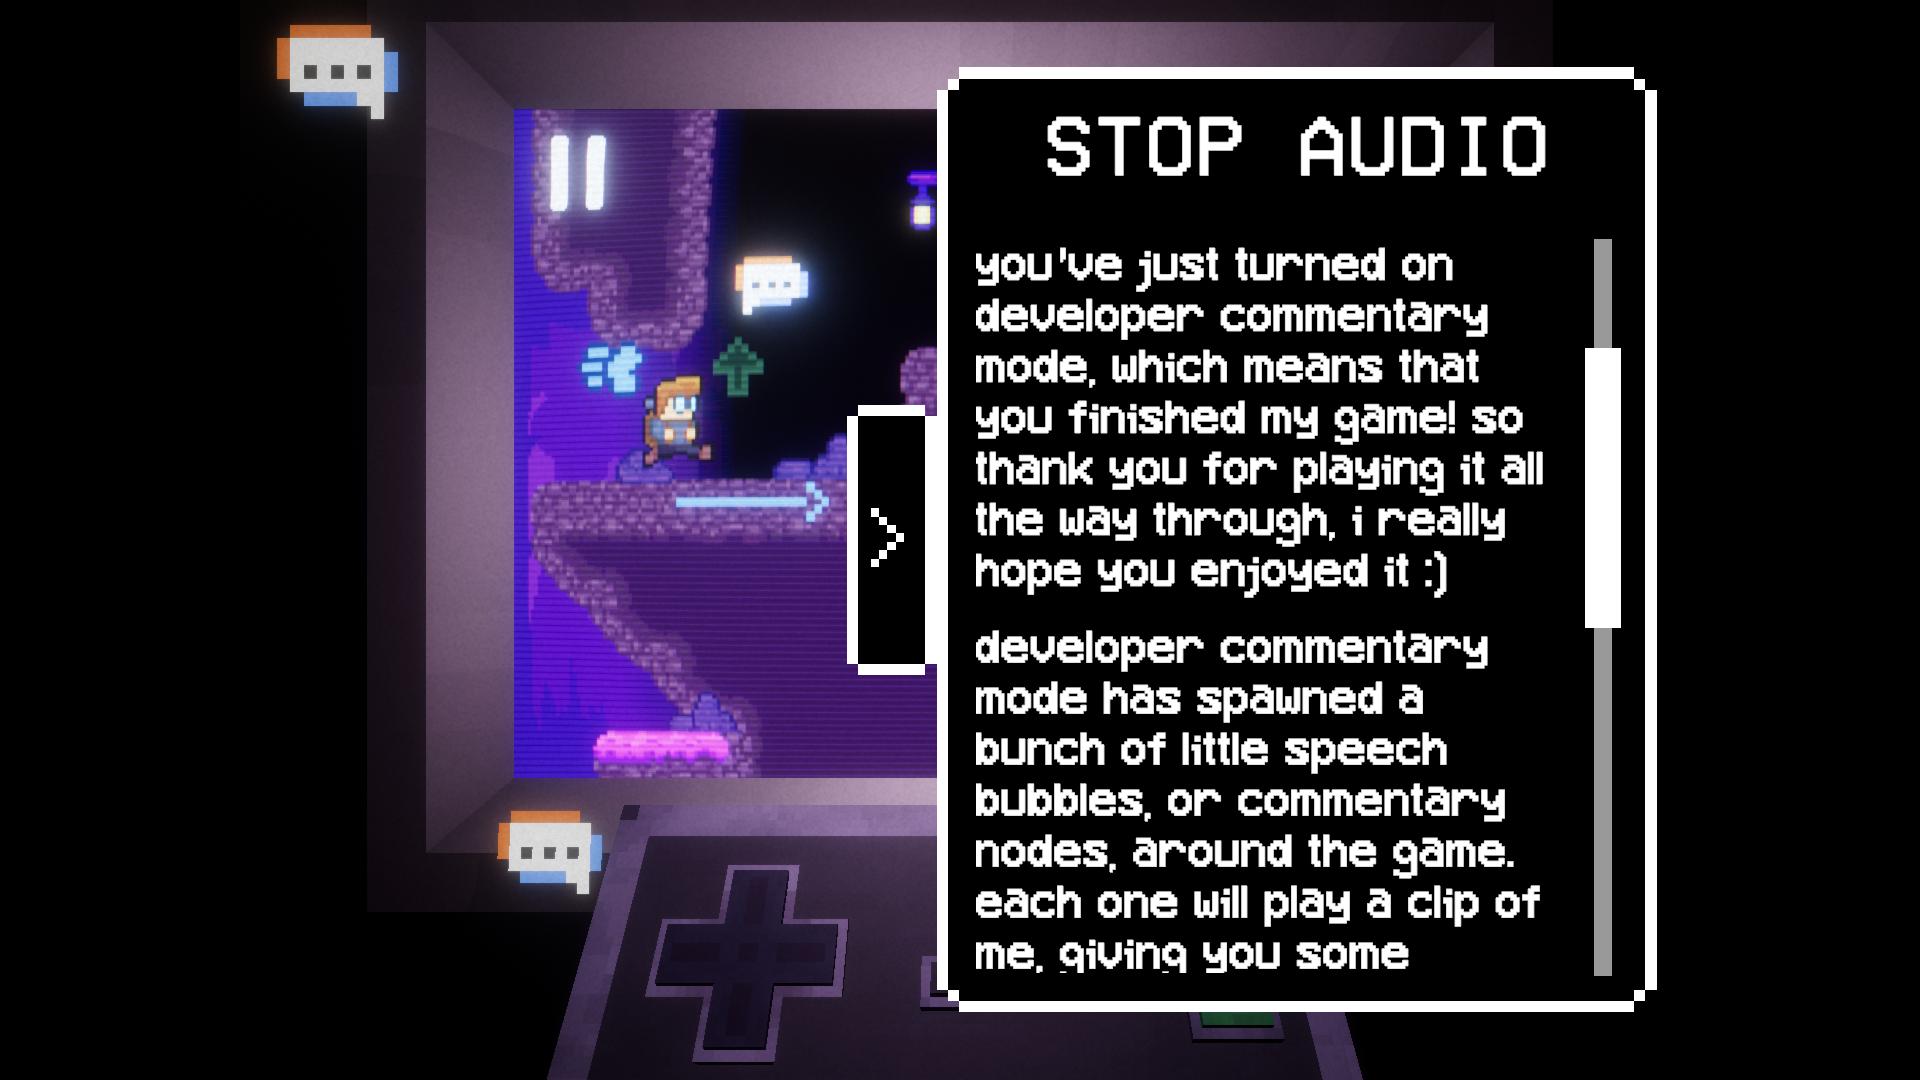 STOP AUDIO
you've just turned on
developer commentary
mode, which means that
you finished my game! so
thank you for playing it all
the way through, i really
hope you enjoyed it :)
developer commentary
mode has spawned a
bunch of little speech
bubbles, or commentary
nodes, around the game.
each one will play a clip of
me, giving you some